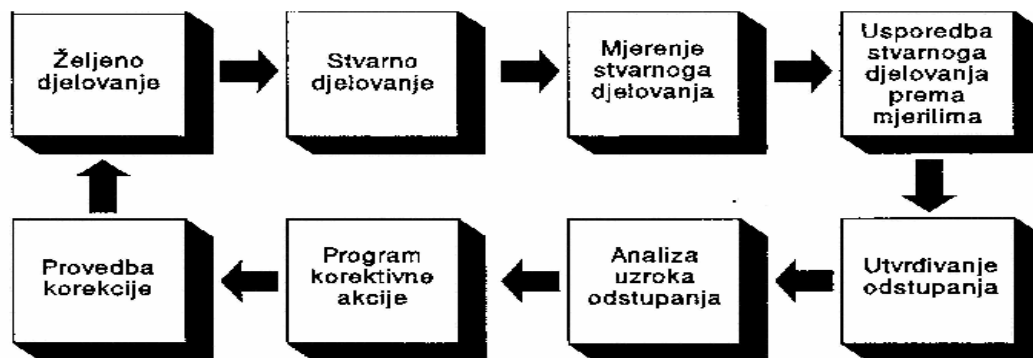 Željeno
djelovanje
Stvarno
djelovanje
Mjerenje
stvarnoga
djelovanja
Usporedba
stvarnoga
djelovanja
prema
mjerilima
Provedba
korekcije
Program
korektivne
akcije
Analiza
uzroka
odstupanja
Utvrđivanje
odstupanja